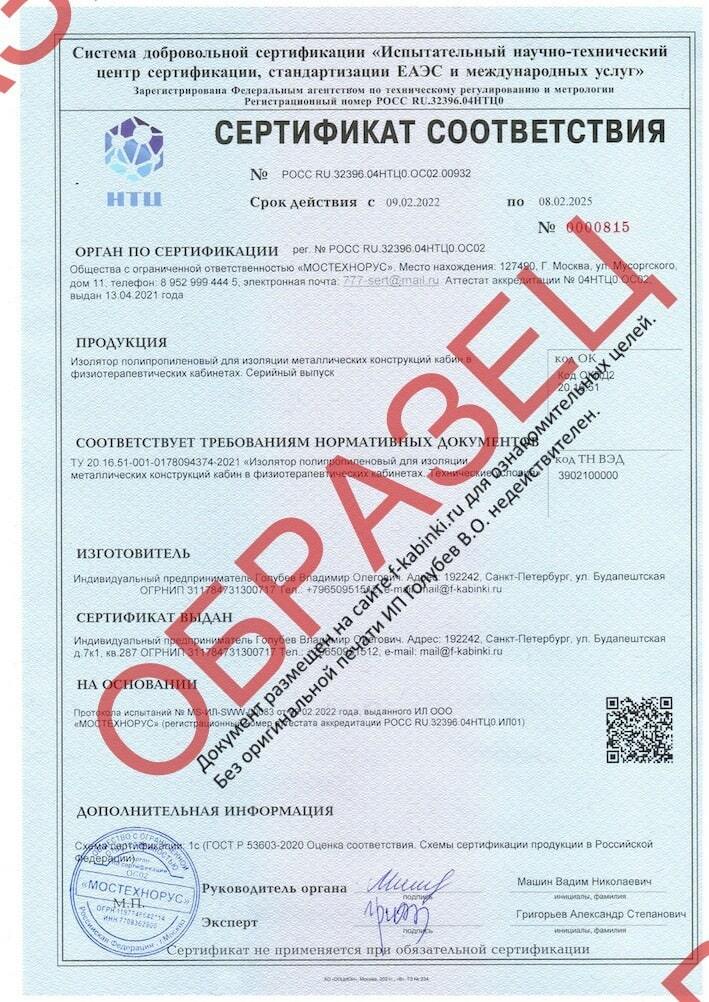 Система добровольной сертификации «Испытательный научно-технический
центр сертификации, стандартизации ЕАЭС и международных услуг»
Зарегистрирована Федеральным агентством по техническому регулированию и метрологии
Регистрационный номер РОСС RU.32396.04НТЦ0
НТЦ
СЕРТИФИКАТ СООТВЕТСТВИЯ
№ РОСС RU.32396.04НТЦ0.ОС02.00932
Срок действия с 09.02.2022 по 08.02.2025
№ 0000815
ОРГАН ПО СЕРТИФИКАЦИИ рег. № РОСС RU.32396.04НТЦ0.ОС02
Общества с ограниченной ответственностью «МОСТЕХНОРУС». Место нахождения: 127490, Г. Москва, ул. Мусоргского,
дом 11, телефон: 8 952 999 444 5, электронная почта: 777-sert@mail.ru. Аттестат аккредитации № 04НТЦ0.ОС02,
выдан 13.04.2021 года
ПРОДУКЦИЯ
Изолятор полипропиленовый для изоляции металлических конструкций кабин в
физиотерапевтических кабинетах. Серийный выпуск
код ОК
Код ОКПД2
20.16.51
СООТВЕТСТВУЕТ ТРЕБОВАНИЯМ НОРМАТИВНЫХ ДОКУМЕНТОВ
ТУ 20.16.51-001-0178094374-2021 «Изолятор полипропиленовый для изоляции
металлических конструкций кабин в физиотерапевтических кабинетах. Технические условия»
код ТН ВЭД
3902100000
ИЗГОТОВИТЕЛЬ
Индивидуальный предприниматель Голубев Владимир Олегович. Адрес: 192242, Санкт-Петербург, ул. Будапештская
ОГРНИП 311784731300717 Тел.: +79650951512, e-mail: mail@f-kabinki.ru
СЕРТИФИКАТ ВЫДАН
Индивидуальный предприниматель Голубев Владимир Олегович. Адрес: 192242, Санкт-Петербург, ул. Будапештская
д.7к1, кв.287 ОГРНИП 311784731300717 Тел.: +79650951512, e-mail: mail@f-kabinki.ru
НА ОСНОВАНИИ
Протокола испытаний № MS-ИЛ-SWW- 2022 года, выданного ИЛ ООО
«МОСТЕХНОРУС» (регистрационный номер аттестата аккредитации РОСС RU.32396.04НТЦ0.ИЛ01)
ДОПОЛНИТЕЛЬНАЯ ИНФОРМАЦИЯ
Схема сертификации: 1с (ГОСТ Р 53603-2020 Оценка соответствия. Схемы сертификации продукции в Российской
Федерации)
«МОСТЕХНОРУС»
М.П.
Руководитель органа
подпись
Машин Вадим Николаевич
инициалы, фамилия
Эксперт
подпись
Григорьев Александр Степанович
инициалы, фамилия
Сертификат не применяется при обязательной сертификации
ОБРАЗЕЦ
Документ размещен на сайте f-kabinki.ru для ознакомительных целей.
Без оригинальной печати ИП Голубев В.О. недействителен.